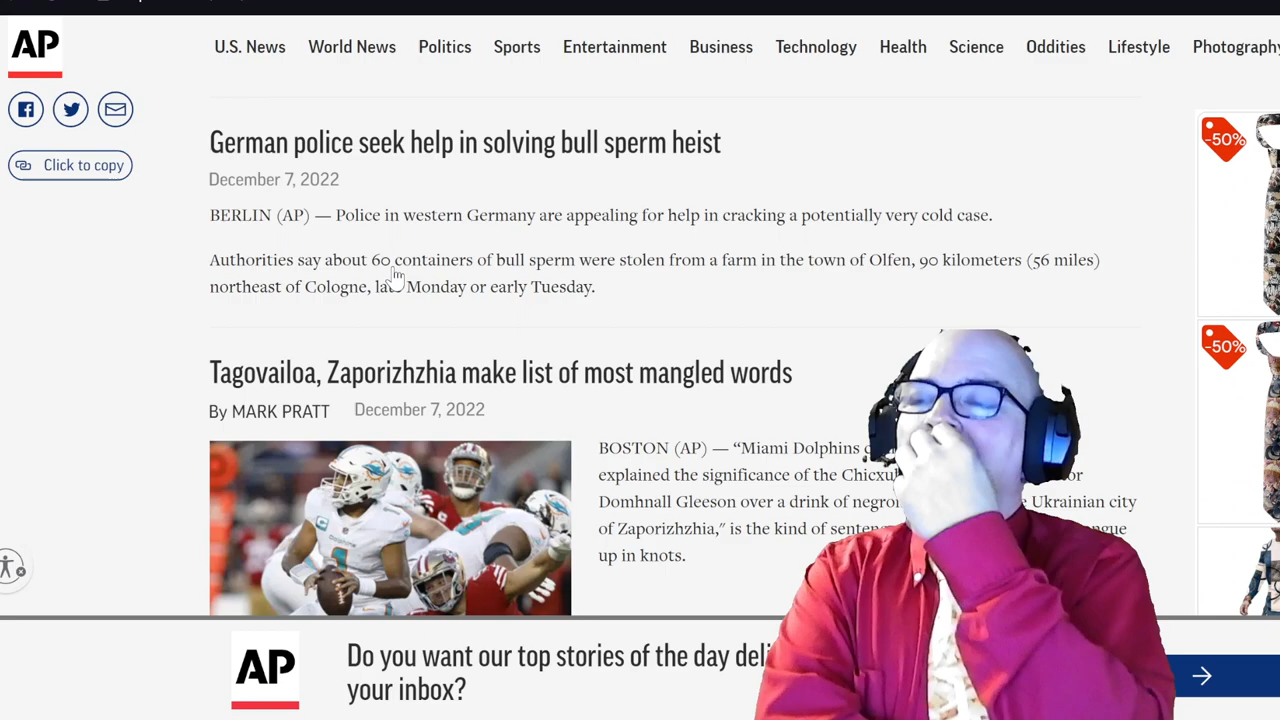 AP
U.S. News World News Politics Sports Entertainment Business Technology Health Science Oddities Lifestyle Photography
Click to copy
German police seek help in solving bull sperm heist
December 7, 2022
BERLIN (AP) — Police in western Germany are appealing for help in cracking a potentially very cold case.
Authorities say about 60 containers of bull sperm were stolen from a farm in the town of Olfen, 90 kilometers (56 miles)
northeast of Cologne, late Monday or early Tuesday.
-50%
-50%
Tagovailoa, Zaporizhzhia make list of most mangled words
By MARK PRATT December 7, 2022
BOSTON (AP) — “Miami Dolphins
explained the significance of the
Domhnall Gleeson over a drink of Ukrainian city
of Zaporizhzhia,” is the kind of
up in knots.
AP
Do you want our top stories of the day
your inbox?